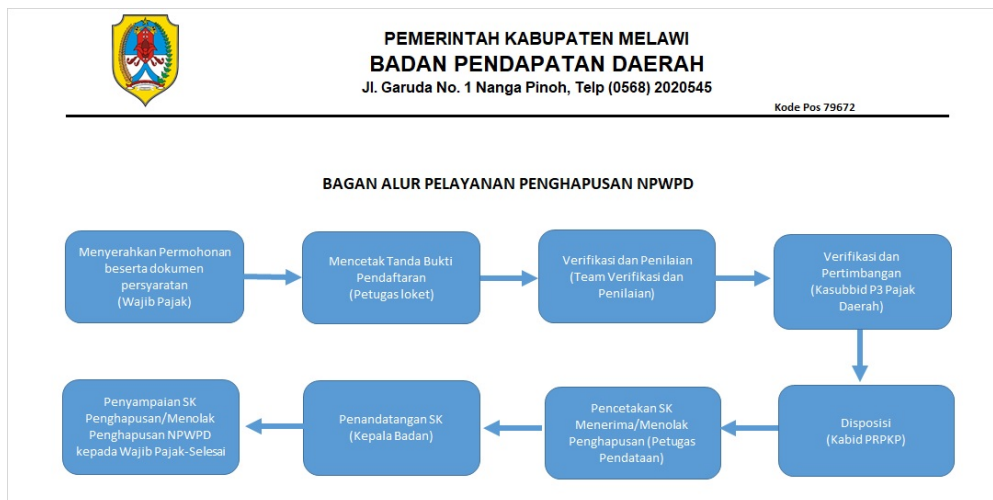 PEMERINTAH KABUPATEN MELAWI
BADAN PENDAPATAN DAERAH
Jl. Garuda No. 1 Nanga Pinoh, Telp (0568) 2020545
Kode Pos 79672
BAGAN ALUR PELAYANAN PENGHAPUSAN NPWPD
Menyerahkan Permohonan
beserta dokumen
persyaratan
(Wajib Pajak)
Mencetak Tanda Bukti
Pendaftaran
(Petugas loket)
Verifikasi dan Penilaian
(Team Verifikasi dan
Penilaian)
Verifikasi dan
Pertimbangan
(Kasubbid P3 Pajak
Daerah)
Disposisi
(Kabid PRPKP)
Pencetakan SK
Menerima/Menolak
Penghapusan (Petugas
Pendataan)
Penandatangan SK
(Kepala Badan)
Penyampaian SK
Penghapusan/Menolak
Penghapusan NPWPD
kepada Wajib Pajak-Selesai